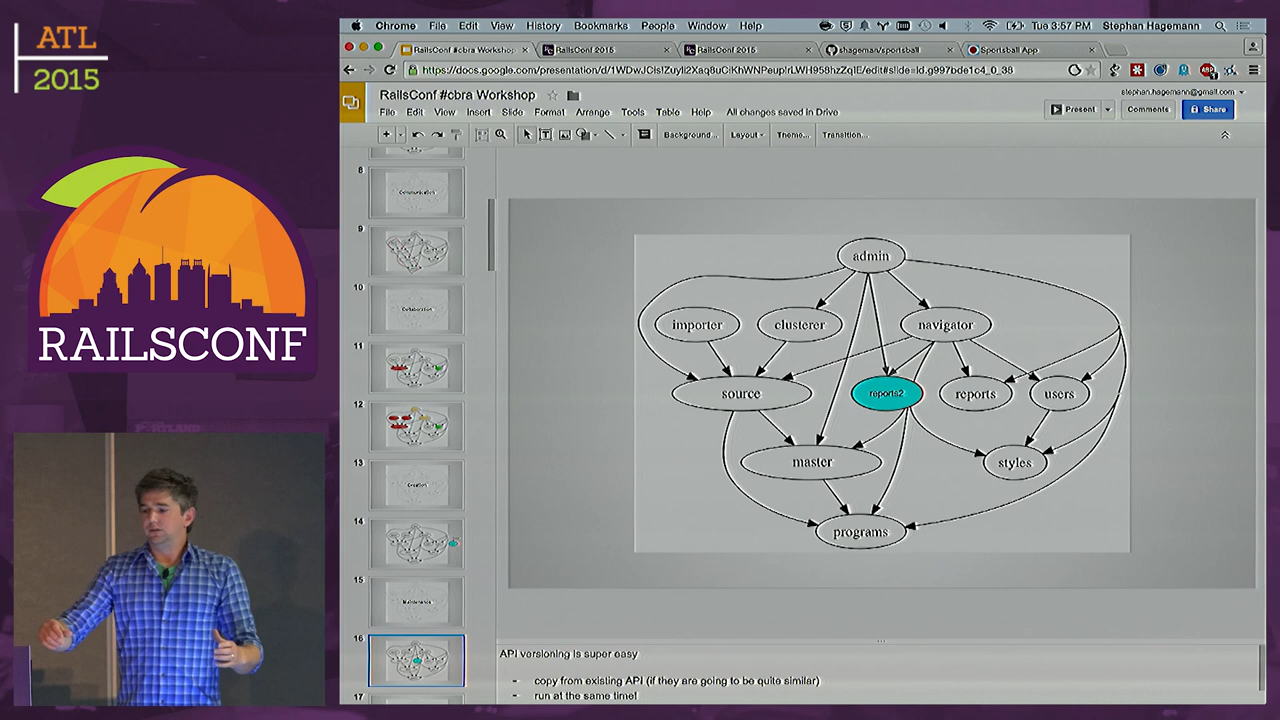 ATL
2015
RAILSCONF
Chrome File Edit View History Bookmarks People Window Help Tue 3:57 PM Stephan Hagemann
RailsConf #cbra Worksho RailsConf 2015 RailsConf 2015 shageman/sportsball Sportsball App
RailsConf #cbra Workshop
stephan.hagemann@gmail.com
File Edit View Insert Slide Format Arrange Tools Table Help All changes saved in Drive
Present Comments Share
Background... Layout Theme... Transition...
8
Communication
9
10
Collaboration
11
12
13
Creation
14
15
Maintenance
16
17
admin
importer clusterer navigator
source reports2 reports users
master styles
programs
API versioning is super easy
- copy from existing API (if they are going to be quite similar)
- run at the same time!